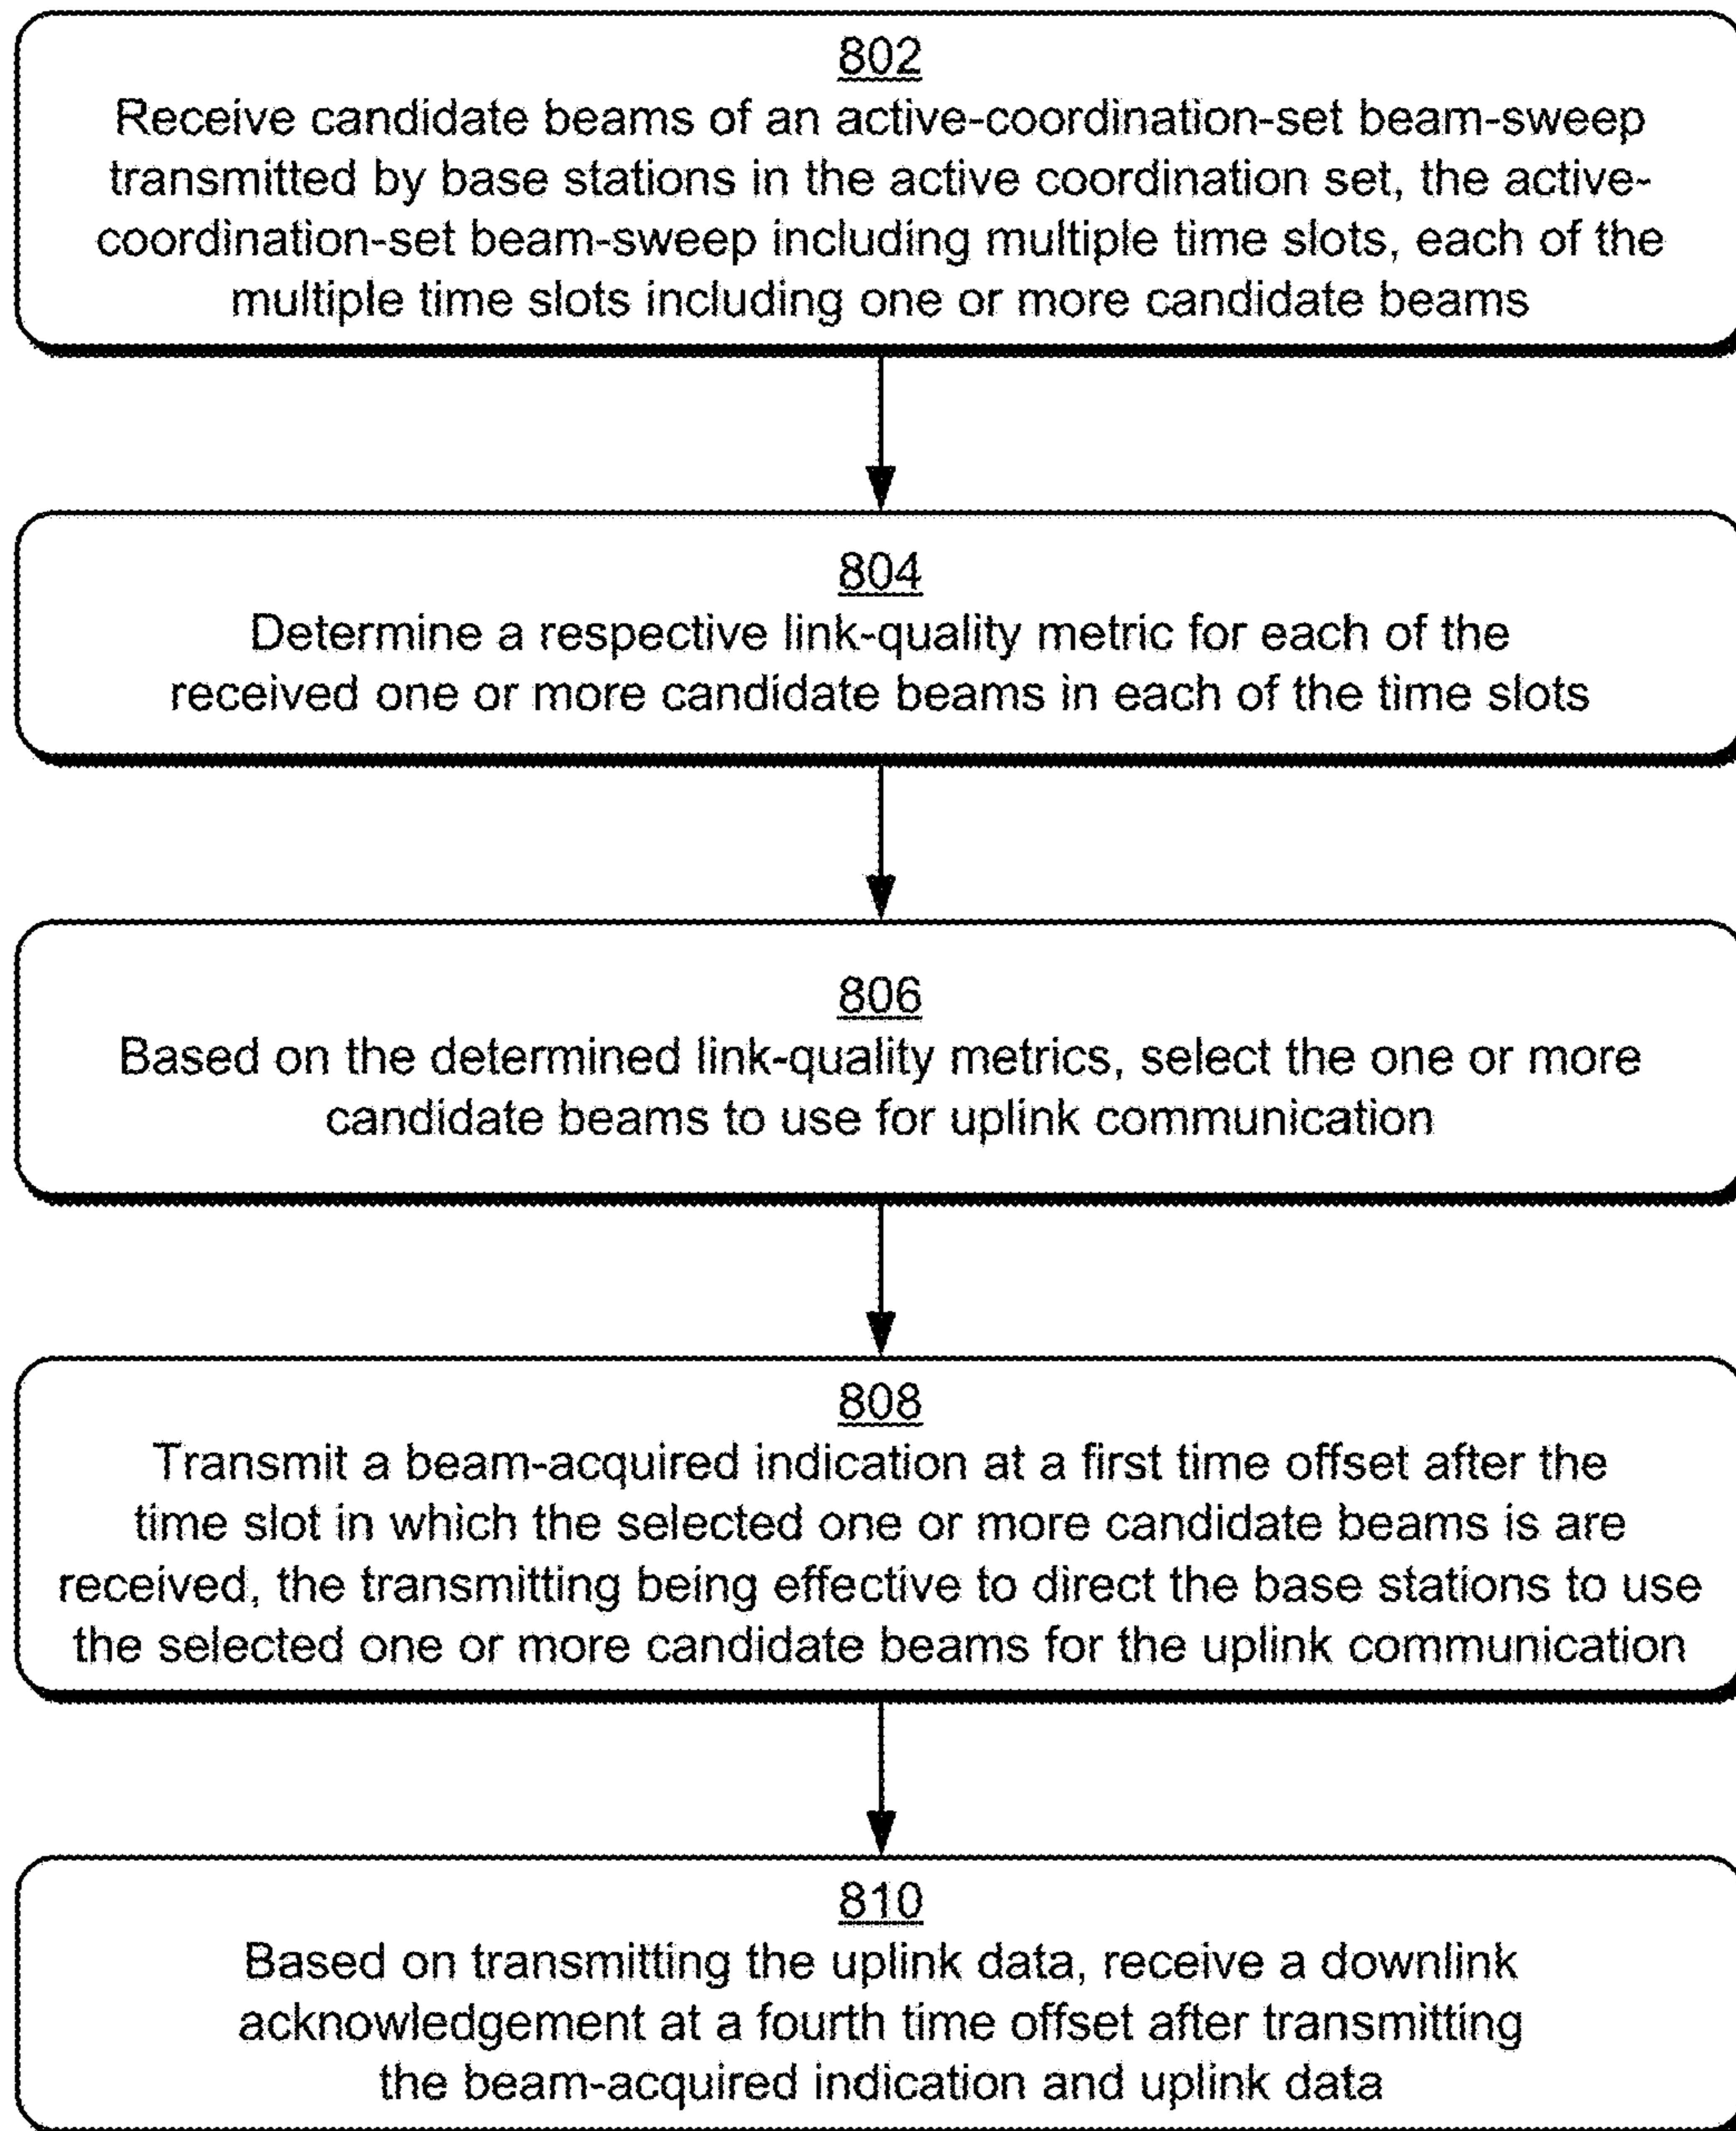 802
Receive candidate beams of an active-coordination-set beam-sweep
transmitted by base stations in the active coordination set, the active-
coordination-set beam-sweep including multiple time slots, each of the
multiple time slots including one or more candidate beams
804
Determine a respective link-quality metric for each of the
received one or more candidate beams in each of the time slots
806
Based on the determined link-quality metrics, select the one or more
candidate beams to use for uplink communication
808
Transmit a beam-acquired indication at a first time offset after the
time slot in which the selected one or more candidate beams is are
received, the transmitting being effective to direct the base stations to use
the selected one or more candidate beams for the uplink communication
810
Based on transmitting the uplink data, receive a downlink
acknowledgement at a fourth time offset after transmitting
the beam-acquired indication and uplink data